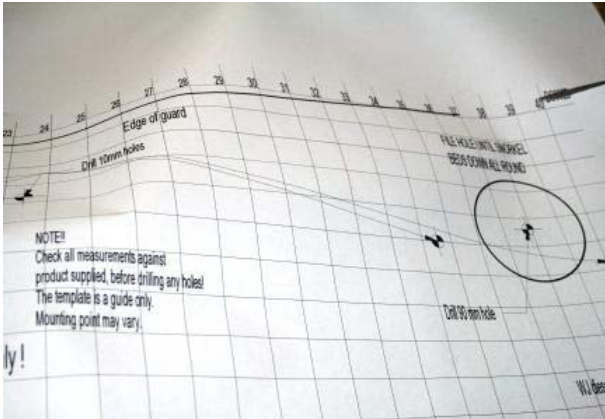 23 24 25 26 27 28 29 30 31 32 33 34 35 36 37 38 39
Edge of guard
Drill 10mm holes
FILE HOLE UNTIL SNORKEL
BEDS DOWN ALL ROUND
NOTE!!
Check all measurements against
product supplied, before drilling any holes!
The template is a guide only.
Mounting point may vary.
Drill 90 mm hole
ly !
WJ